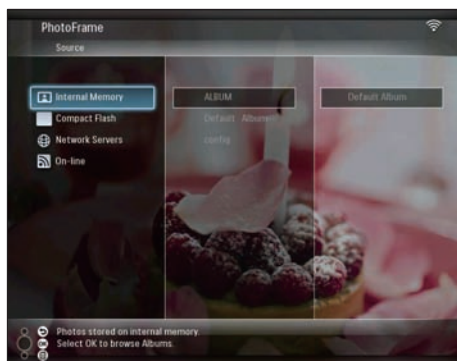 PhotoFrame
Source
Internal Memory
Compact Flash
Network Servers
On-line
ALBUM
Default Album
config
Default Album
Photos stored on internal memory.
Select OK to browse Albums.
OK